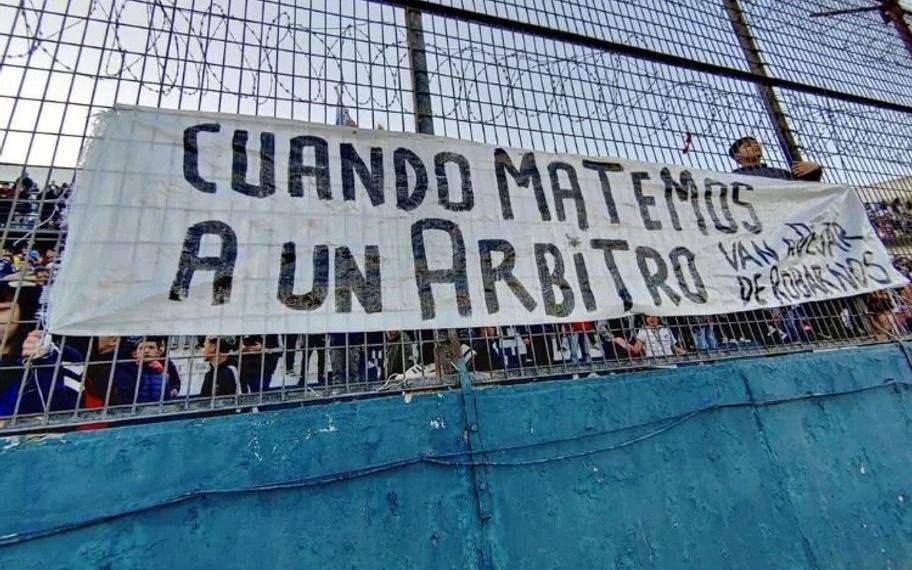 CUANDO MATEMOS
A UN ARBiTRO
VAN A DEJAR
DE ROBARNOS